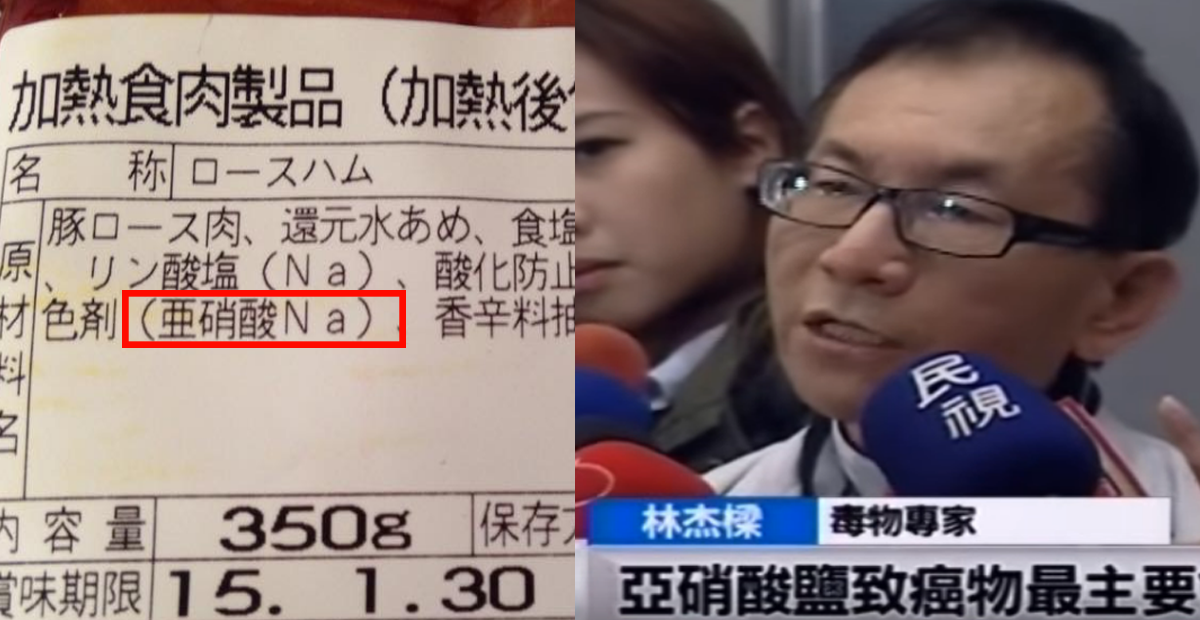 加熱食肉製品（加熱後
名 称 ロースハム
原材料名
豚ロース肉、還元水あめ、食塩
、リン酸塩（Ｎａ）、酸化防止
色剤（亜硝酸Ｎａ）、香辛料抽
内容量 350g 保存
賞味期限 15. 1.30
民視
林杰樑 毒物專家
亞硝酸鹽致癌物最主要